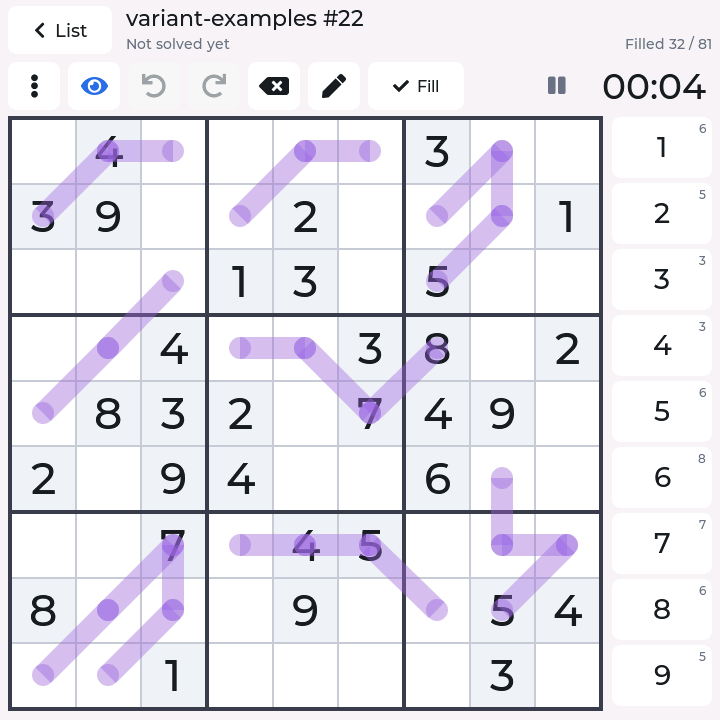 List
variant-examples #22
Not solved yet
Filled 32 / 81
Fill
00:04
4 3
3 9 2 1
1 3 5
4 3 8 2
8 3 2 7 4 9
2 9 4 6
7 4 5
8 9 5 4
1 3
1 6
2 5
3 3
4 3
5 6
6 8
7 7
8 6
9 5